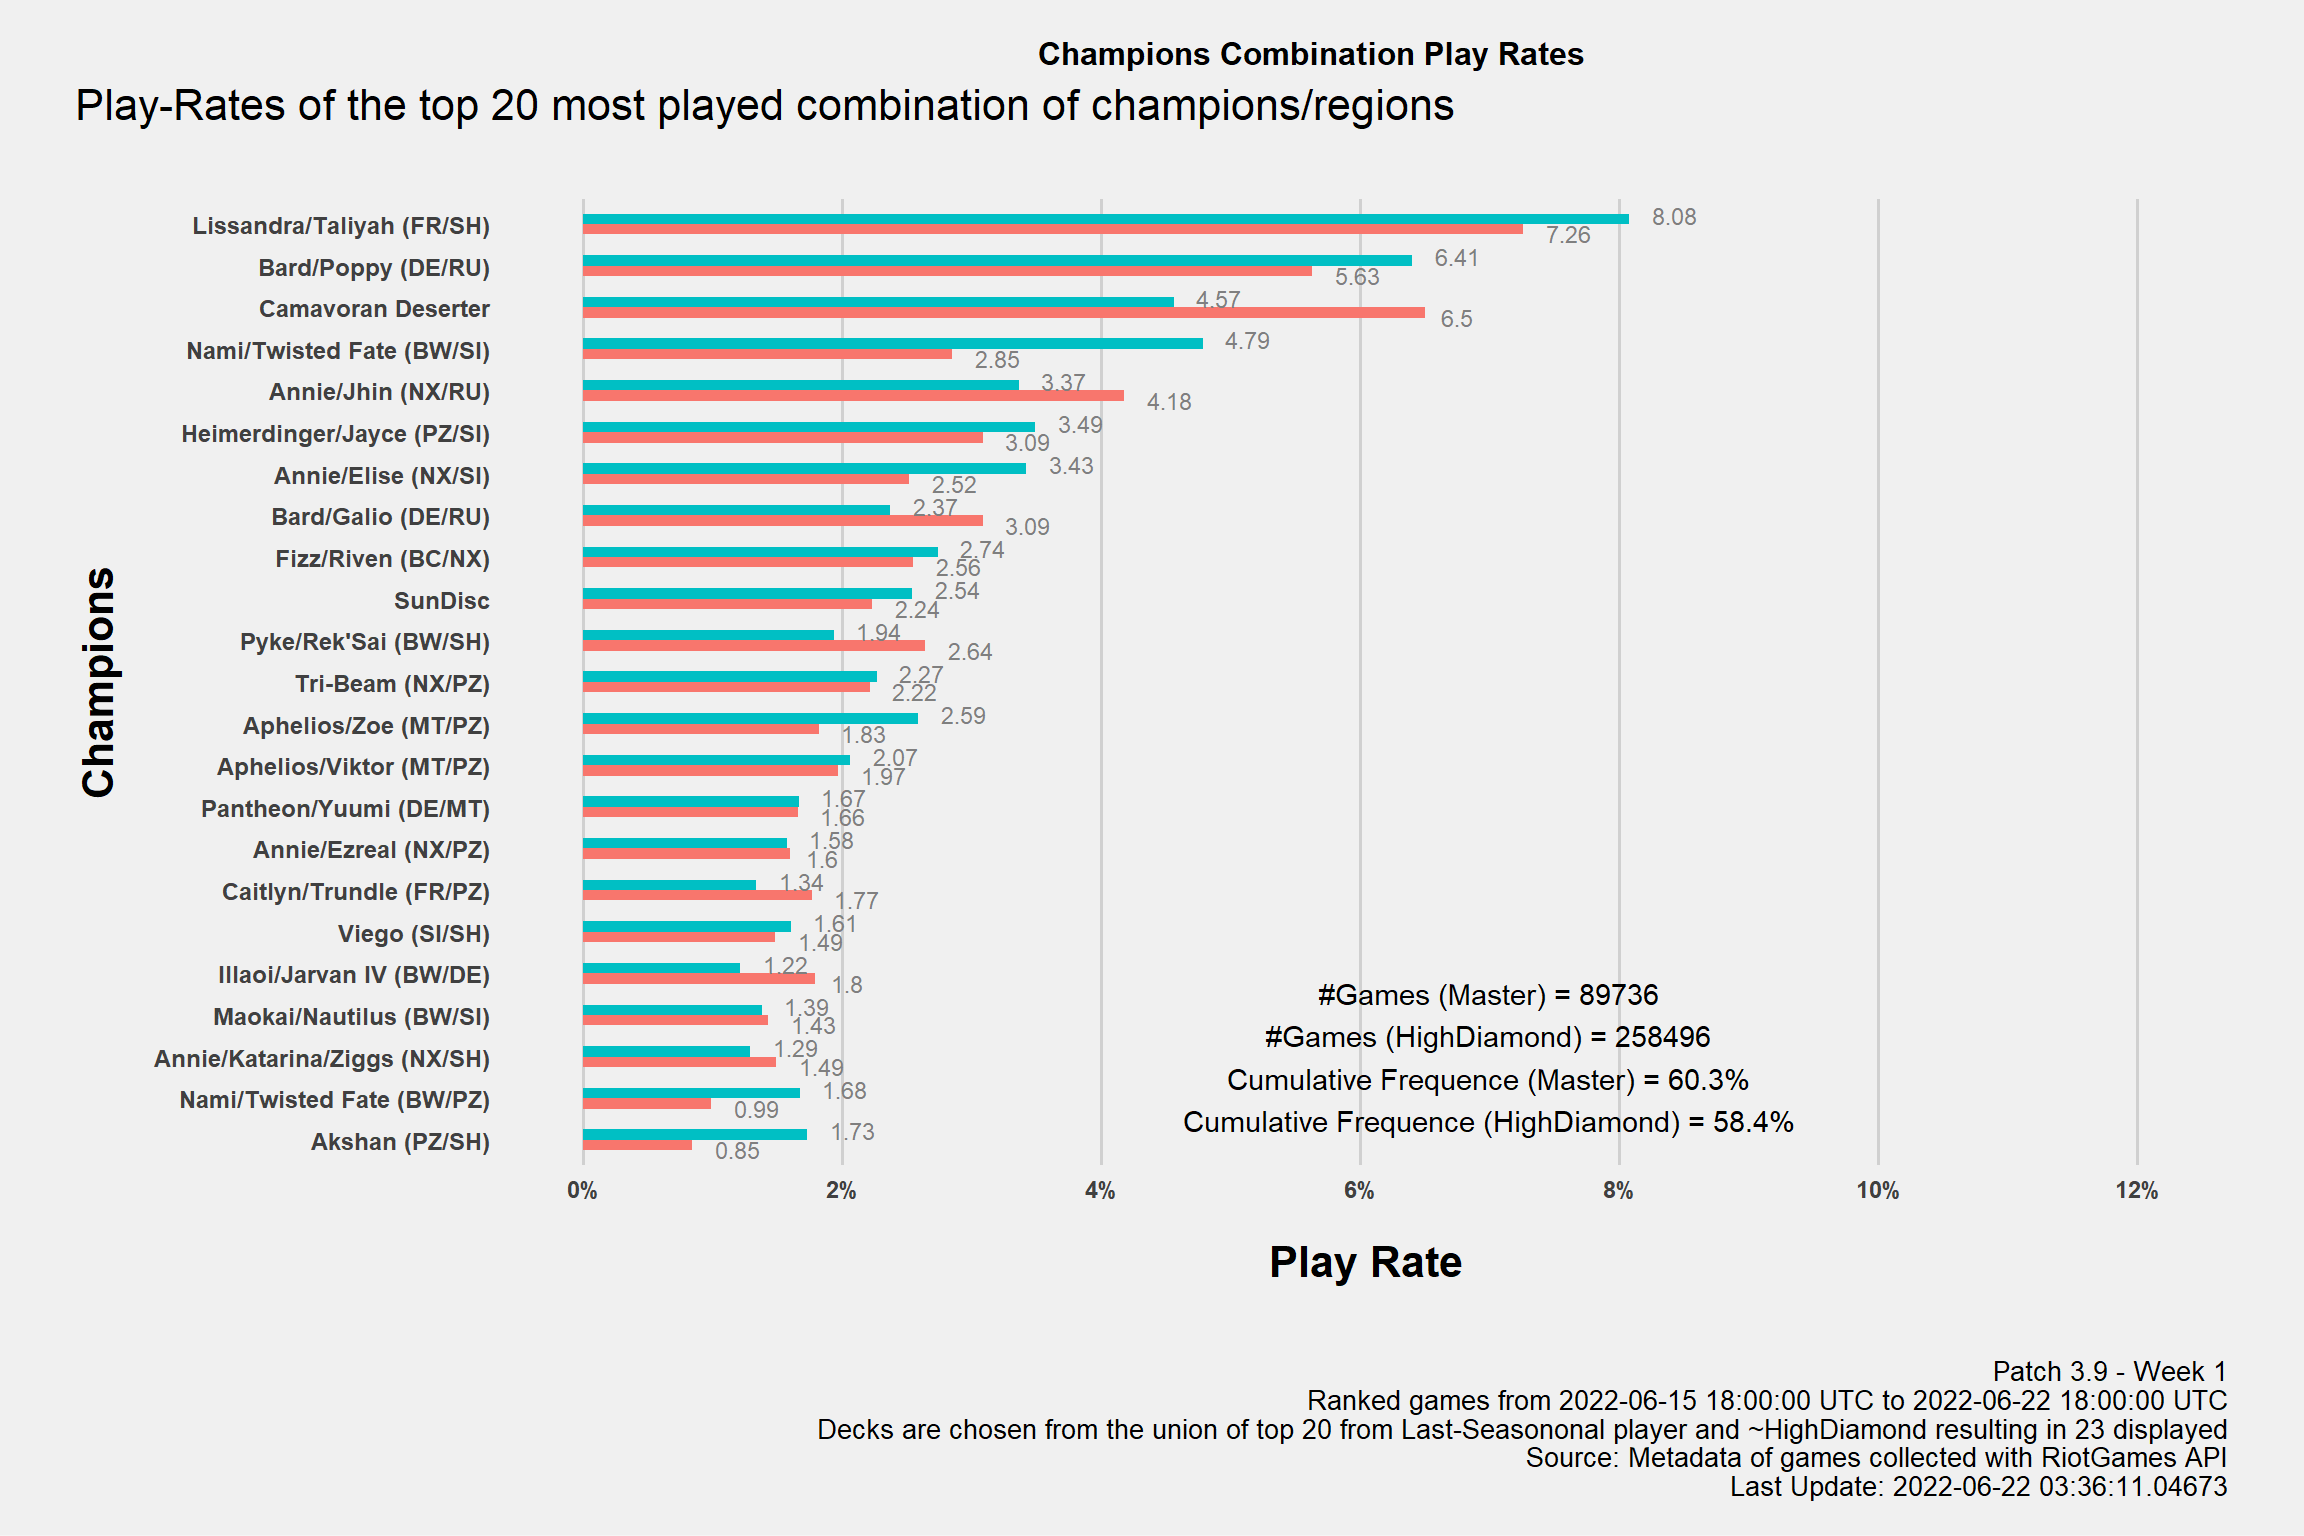 Champions Combination Play Rates
Play-Rates of the top 20 most played combination of champions/regions
Champions
Lissandra/Taliyah (FR/SH) 8.08
7.26
Bard/Poppy (DE/RU) 6.41
5.63
Camavoran Deserter 4.57
6.5
Nami/Twisted Fate (BW/SI) 4.79
2.85
Annie/Jhin (NX/RU) 3.37
4.18
Heimerdinger/Jayce (PZ/SI) 3.49
3.09
Annie/Elise (NX/SI) 3.43
2.52
Bard/Galio (DE/RU) 2.37
3.09
Fizz/Riven (BC/NX) 2.74
2.56
SunDisc 2.54
2.24
Pyke/Rek'Sai (BW/SH) 1.94
2.64
Tri-Beam (NX/PZ) 2.27
2.22
Aphelios/Zoe (MT/PZ) 2.59
1.83
Aphelios/Viktor (MT/PZ) 2.07
1.97
Pantheon/Yuumi (DE/MT) 1.67
1.66
Annie/Ezreal (NX/PZ) 1.58
1.6
Caitlyn/Trundle (FR/PZ) 1.34
1.77
Viego (SI/SH) 1.61
1.49
Illaoi/Jarvan IV (BW/DE) 1.22
1.8
Maokai/Nautilus (BW/SI) 1.39
1.43
Annie/Katarina/Ziggs (NX/SH) 1.29
1.49
Nami/Twisted Fate (BW/PZ) 1.68
0.99
Akshan (PZ/SH) 1.73
0.85
#Games (Master) = 89736
#Games (HighDiamond) = 258496
Cumulative Frequence (Master) = 60.3%
Cumulative Frequence (HighDiamond) = 58.4%
0% 2% 4% 6% 8% 10% 12%
Play Rate
Patch 3.9 - Week 1
Ranked games from 2022-06-15 18:00:00 UTC to 2022-06-22 18:00:00 UTC
Decks are chosen from the union of top 20 from Last-Seasononal player and ~HighDiamond resulting in 23 displayed
Source: Metadata of games collected with RiotGames API
Last Update: 2022-06-22 03:36:11.04673